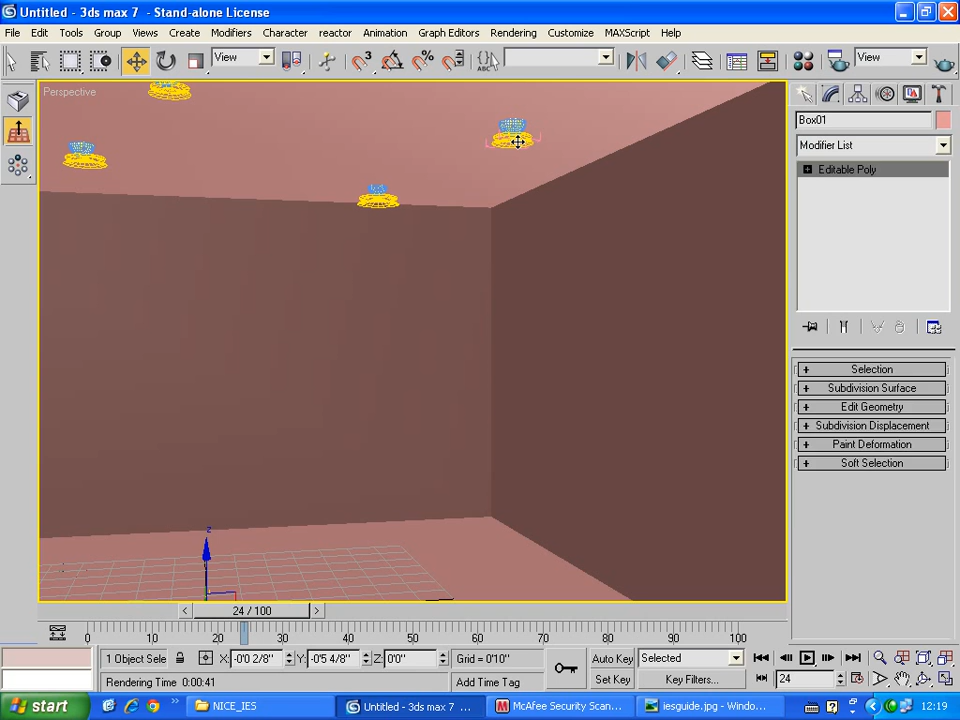 Untitled - 3ds max 7 - Stand-alone License
File Edit Tools Group Views Create Modifiers Character reactor Animation Graph Editors Rendering Customize MAXScript Help
View View
Perspective
Box01
Modifier List
Editable Poly
Selection
Subdivision Surface
Edit Geometry
Subdivision Displacement
Paint Deformation
Soft Selection
24 / 100
0 10 20 30 40 50 60 70 80 90 100
1 Object Sele X: -0'0 2/8" Y: -0'5 4/8" Z: 0'0" Grid = 0'10" Auto Key Selected
Rendering Time 0:00:41 Add Time Tag Set Key Key Filters... 24
start NICE_IES Untitled - 3ds max 7 ... McAfee Security Scan... iesguide.jpg - Windo... 12:19